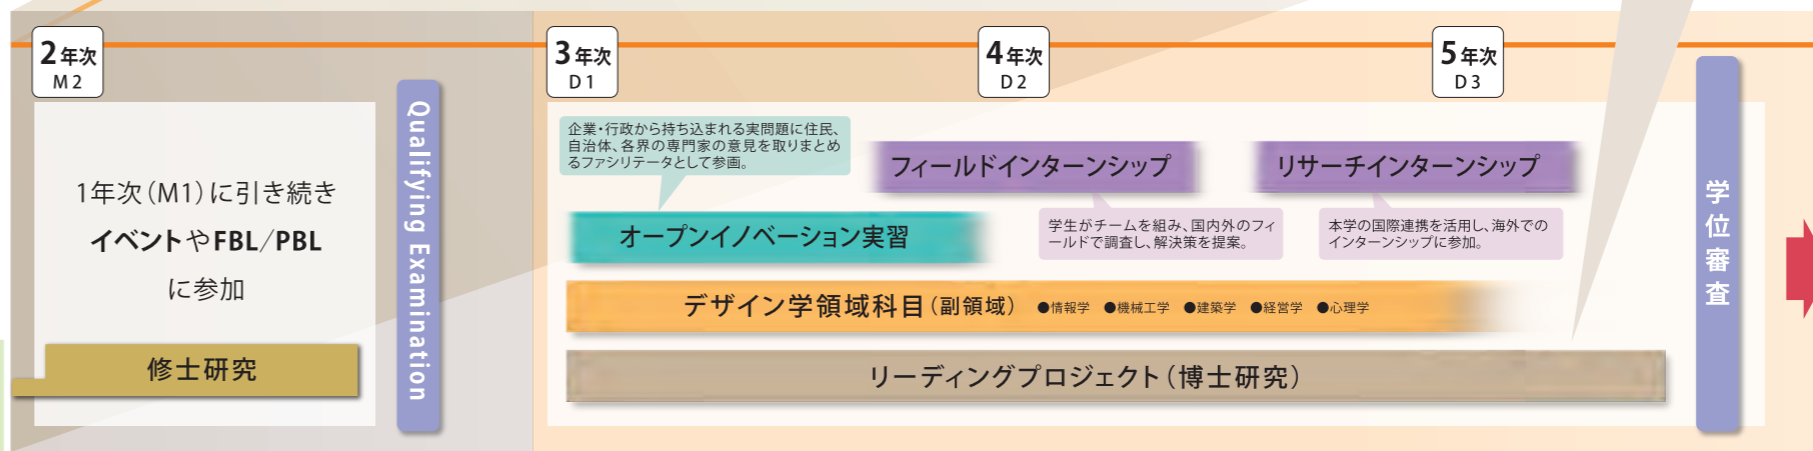 2年次
M2
1年次（M1）に引き続き
イベントやFBL/PBL
に参加
修士研究
Qualifying Examination
3年次
D1
4年次
D2
5年次
D3
企業・行政から持ち込まれる実問題に住民、
自治体、各界の専門家の意見を取りまとめ
るファシリテータとして参画。
フィールドインターンシップ
リサーチインターンシップ
オープンイノベーション実習
学生がチームを組み、国内外のフィ
ールドで調査し、解決策を提案。
本学の国際連携を活用し、海外での
インターンシップに参加。
デザイン学領域科目（副領域） ●情報学 ●機械工学 ●建築学 ●経営学 ●心理学
リーディングプロジェクト（博士研究）
学位審査